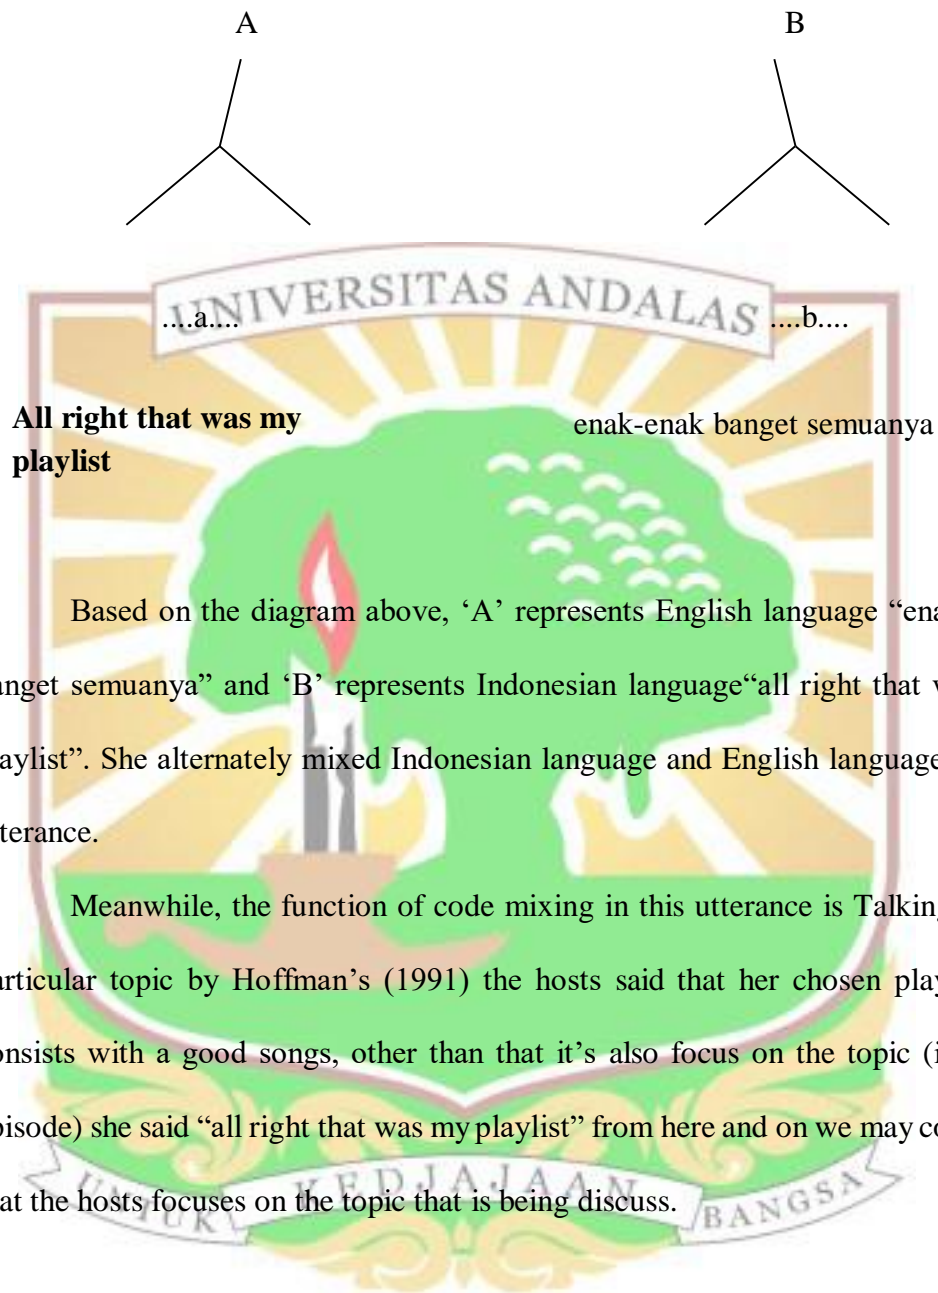 A B
UNIVERSITAS ANDALAS
....a.... ....b....
All right that was my
playlist
enak-enak banget semuanya
Based on the diagram above, ‘A’ represents English language “ena
anget semuanya” and ‘B’ represents Indonesian language“all right that w
aylist”. She alternately mixed Indonesian language and English language
terance.
Meanwhile, the function of code mixing in this utterance is Talking
articular topic by Hoffman’s (1991) the hosts said that her chosen play
onsists with a good songs, other than that it’s also focus on the topic (i
pisode) she said “all right that was my playlist” from here and on we may co
at the hosts focuses on the topic that is being discuss.
UNTUK KEDJAJAAN BANGSA